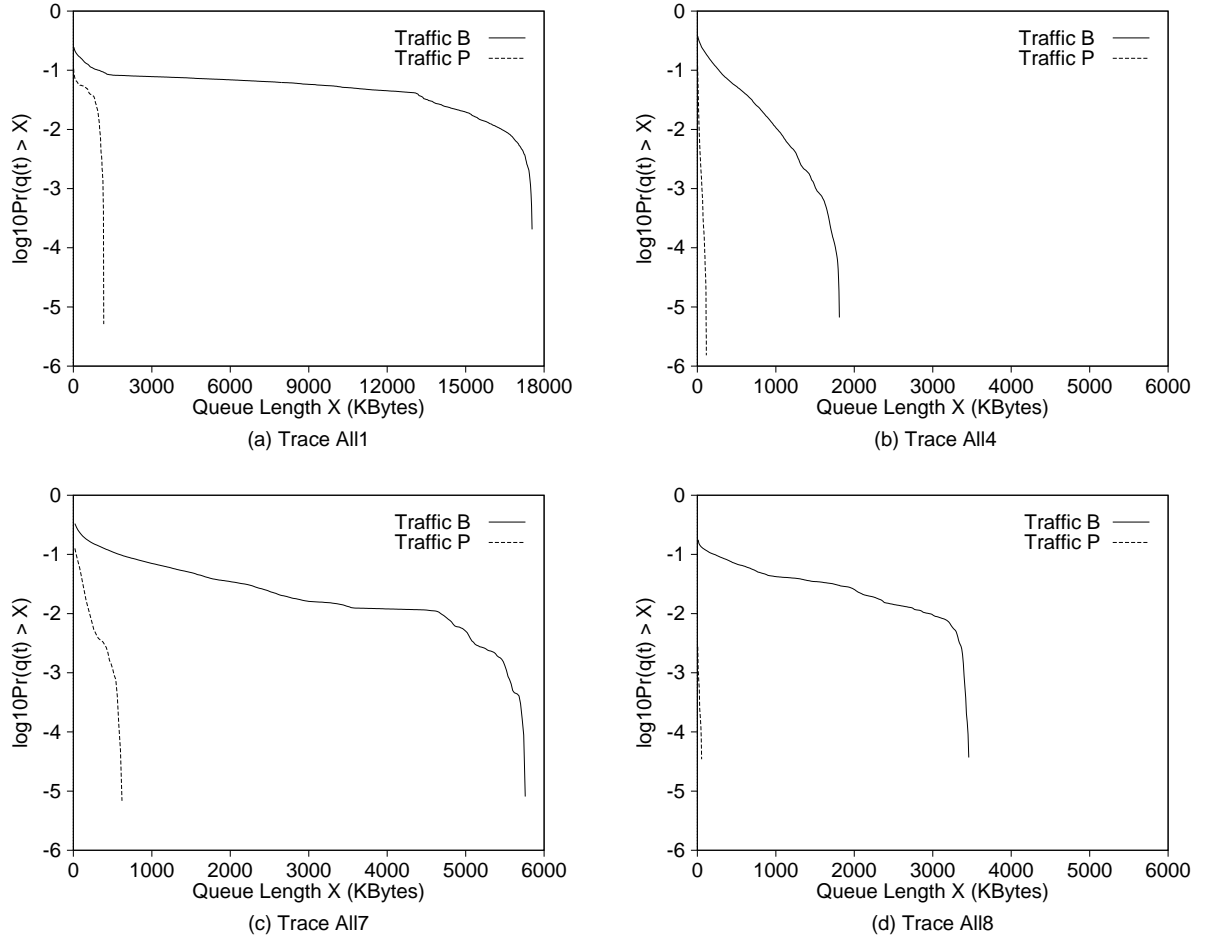 0
-1
-2
-3
-4
-5
-6
0 3000 6000 9000 12000 15000 18000
log10Pr(q(t) > X)
Queue Length X (KBytes)
Traffic B
Traffic P
(a) Trace All1
0
-1
-2
-3
-4
-5
-6
0 1000 2000 3000 4000 5000 6000
log10Pr(q(t) > X)
Queue Length X (KBytes)
Traffic B
Traffic P
(b) Trace All4
0
-1
-2
-3
-4
-5
-6
0 1000 2000 3000 4000 5000 6000
log10Pr(q(t) > X)
Queue Length X (KBytes)
Traffic B
Traffic P
(c) Trace All7
0
-1
-2
-3
-4
-5
-6
0 1000 2000 3000 4000 5000 6000
log10Pr(q(t) > X)
Queue Length X (KBytes)
Traffic B
Traffic P
(d) Trace All8